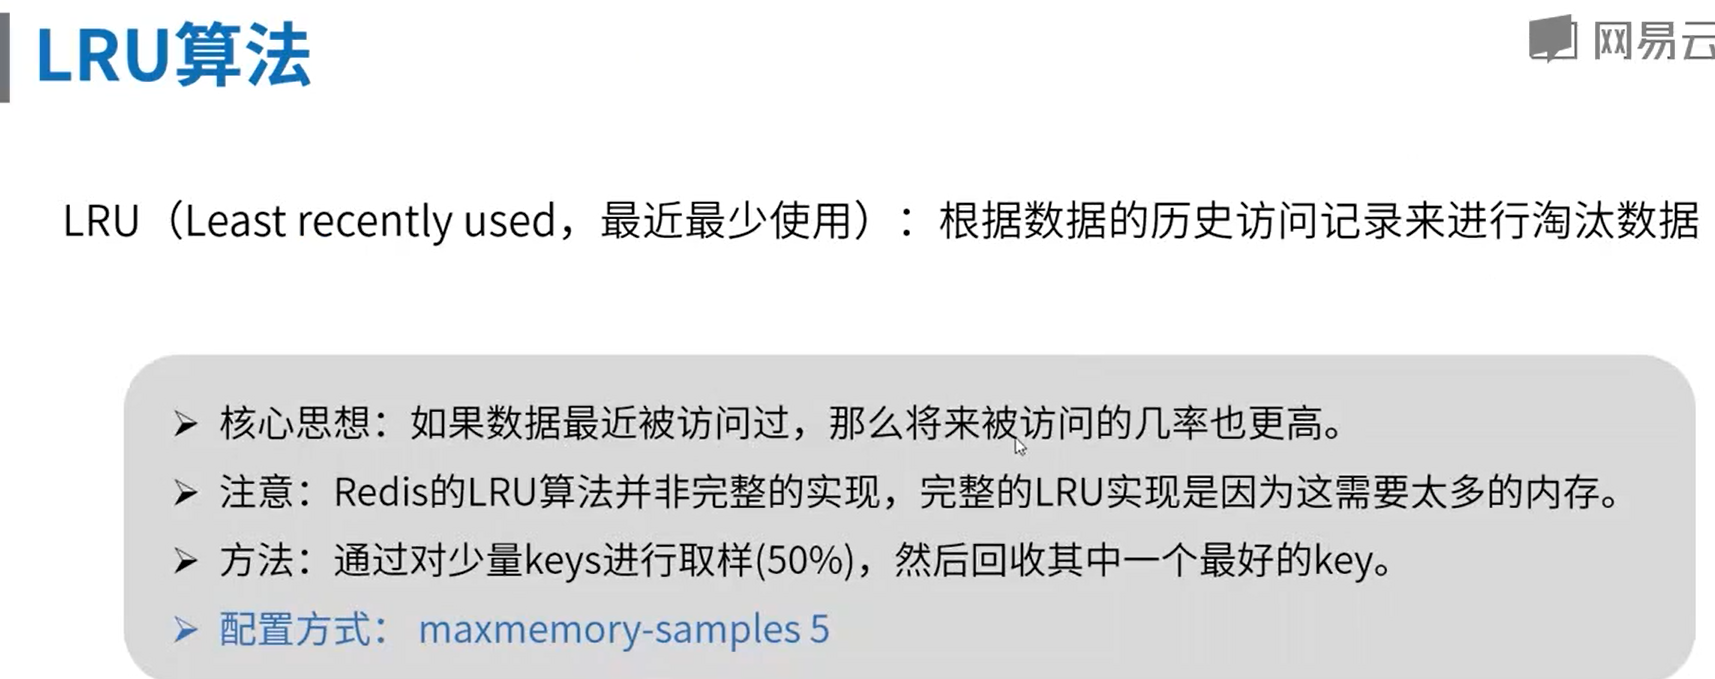 LRU算法
网易云
LRU（Least recently used，最近最少使用）：根据数据的历史访问记录来进行淘汰数据
➢ 核心思想：如果数据最近被访问过，那么将来被访问的几率也更高。
➢ 注意：Redis的LRU算法并非完整的实现，完整的LRU实现是因为这需要太多的内存。
➢ 方法：通过对少量keys进行取样(50%)，然后回收其中一个最好的key。
➢ 配置方式： maxmemory-samples 5